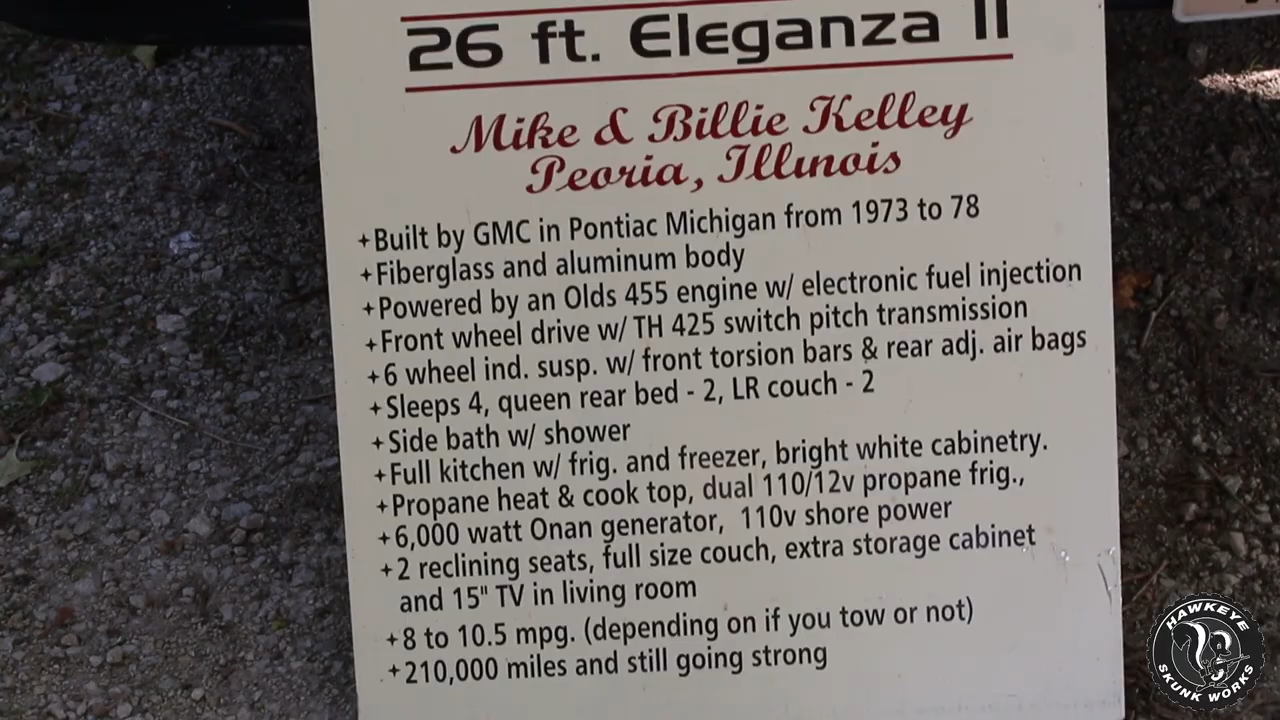 26 ft. Eleganza II
Mike & Billie Kelley
Peoria, Illinois
+Built by GMC in Pontiac Michigan from 1973 to 78
+Fiberglass and aluminum body
+Powered by an Olds 455 engine w/ electronic fuel injection
+Front wheel drive w/ TH 425 switch pitch transmission
+6 wheel ind. susp. w/ front torsion bars & rear adj. air bags
+Sleeps 4, queen rear bed - 2, LR couch - 2
+Side bath w/ shower
+Full kitchen w/ frig. and freezer, bright white cabinetry.
+Propane heat & cook top, dual 110/12v propane frig.,
+6,000 watt Onan generator, 110v shore power
+2 reclining seats, full size couch, extra storage cabinet
and 15" TV in living room
+8 to 10.5 mpg. (depending on if you tow or not)
+210,000 miles and still going strong
HAWKEYE
SKUNK WORKS